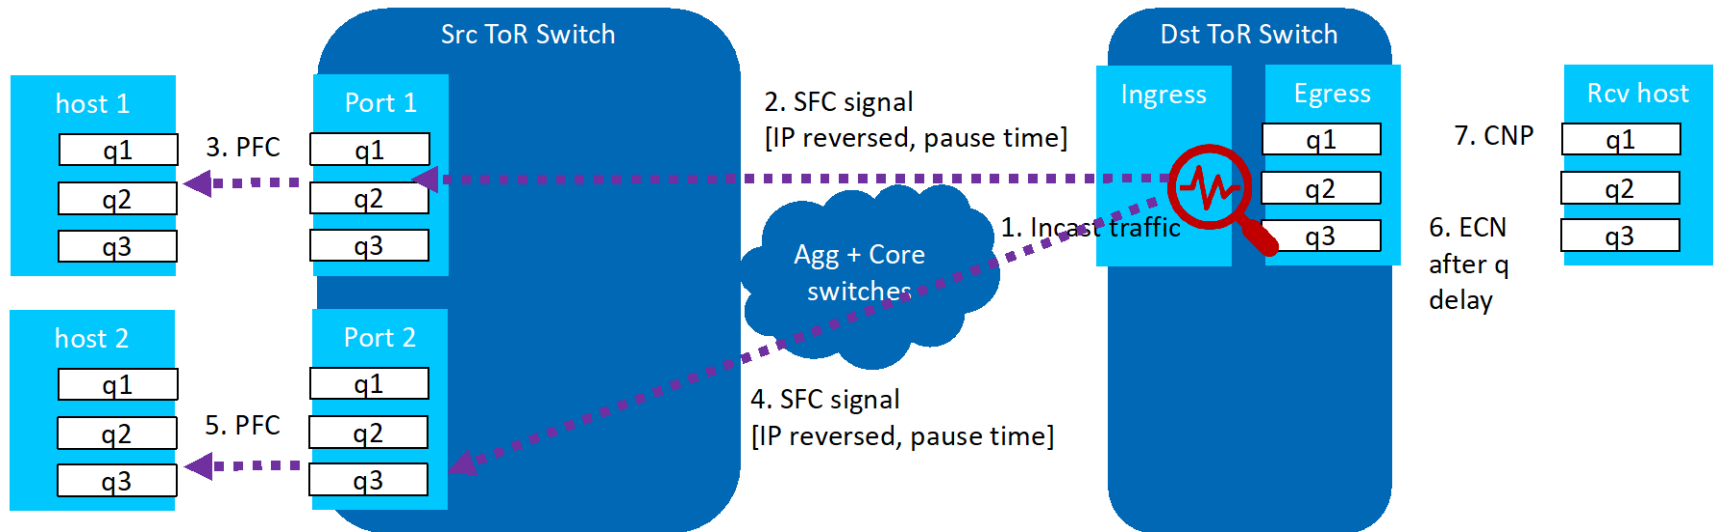 Src ToR Switch
Dst ToR Switch
host 1
q1
q2
q3
3. PFC
Port 1
q1
q2
q3
2. SFC signal
[IP reversed, pause time]
Ingress
Egress
q1
q2
q3
7. CNP
Rcv host
q1
q2
q3
1. Incast traffic
6. ECN
after q
delay
Agg + Core
switches
host 2
q1
q2
q3
5. PFC
Port 2
q1
q2
q3
4. SFC signal
[IP reversed, pause time]